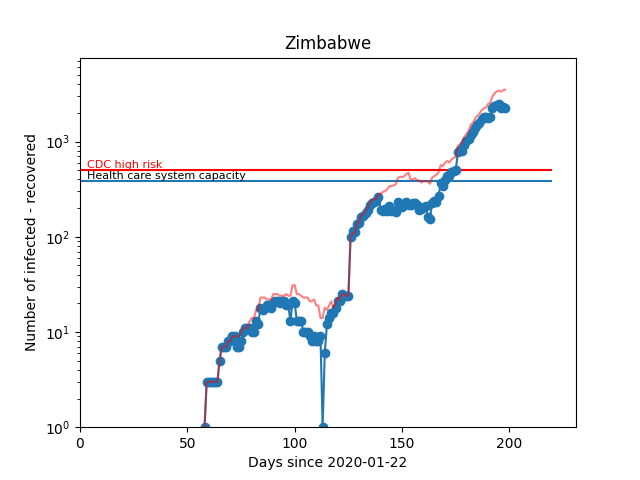 Zimbabwe
Number of infected - recovered
10³
10²
10¹
10⁰
CDC high risk
Health care system capacity
0 50 100 150 200
Days since 2020-01-22